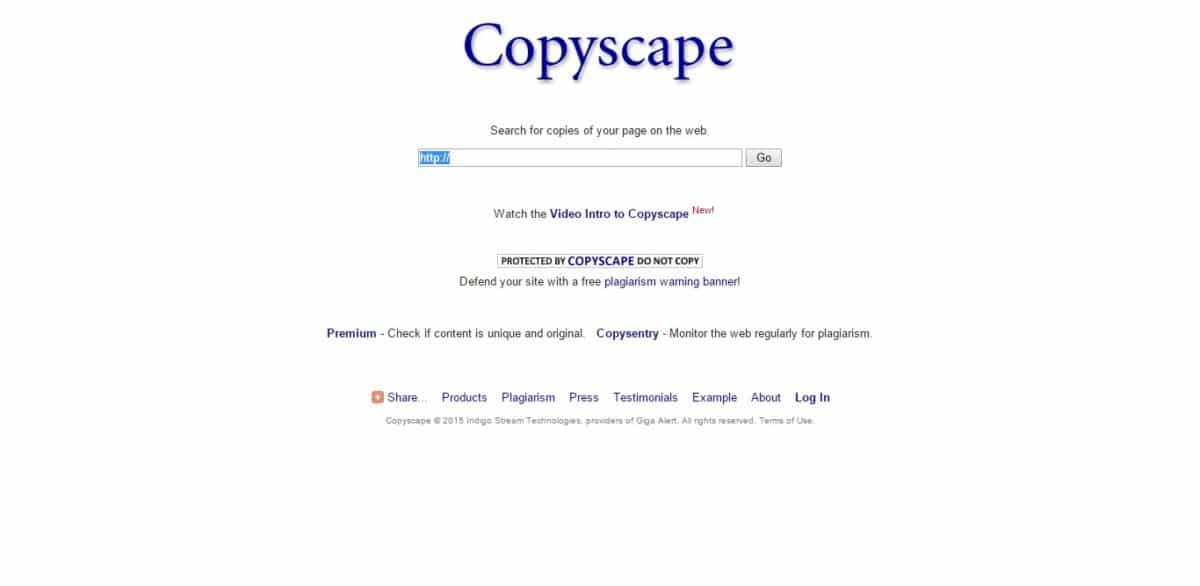 Copyscape
Search for copies of your page on the web.
http:// Go
Watch the Video Intro to Copyscape New!
PROTECTED BY COPYSCAPE DO NOT COPY
Defend your site with a free plagiarism warning banner!
Premium - Check if content is unique and original. Copysentry - Monitor the web regularly for plagiarism.
Share... Products Plagiarism Press Testimonials Example About Log In
Copyscape © 2015 Indigo Stream Technologies, providers of Giga Alert. All rights reserved. Terms of Use.